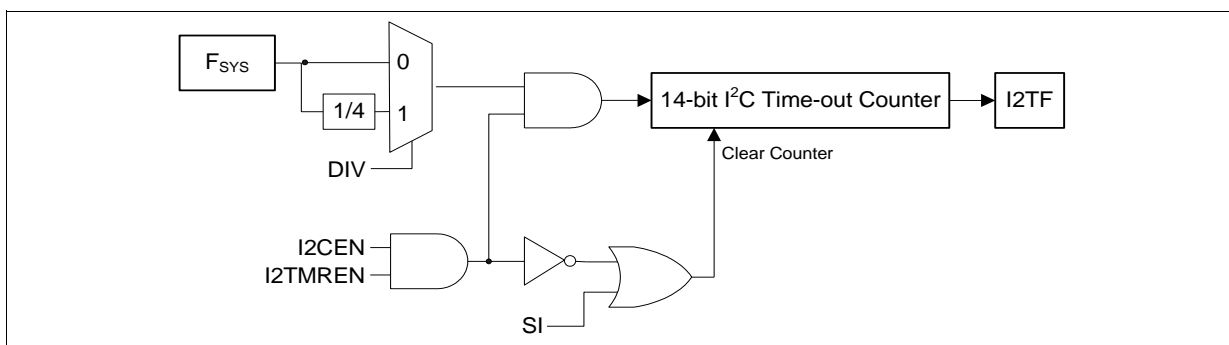 FSYS
0
1/4
1
DIV
14-bit I²C Time-out Counter
I2TF
Clear Counter
I2CEN
I2TMREN
SI